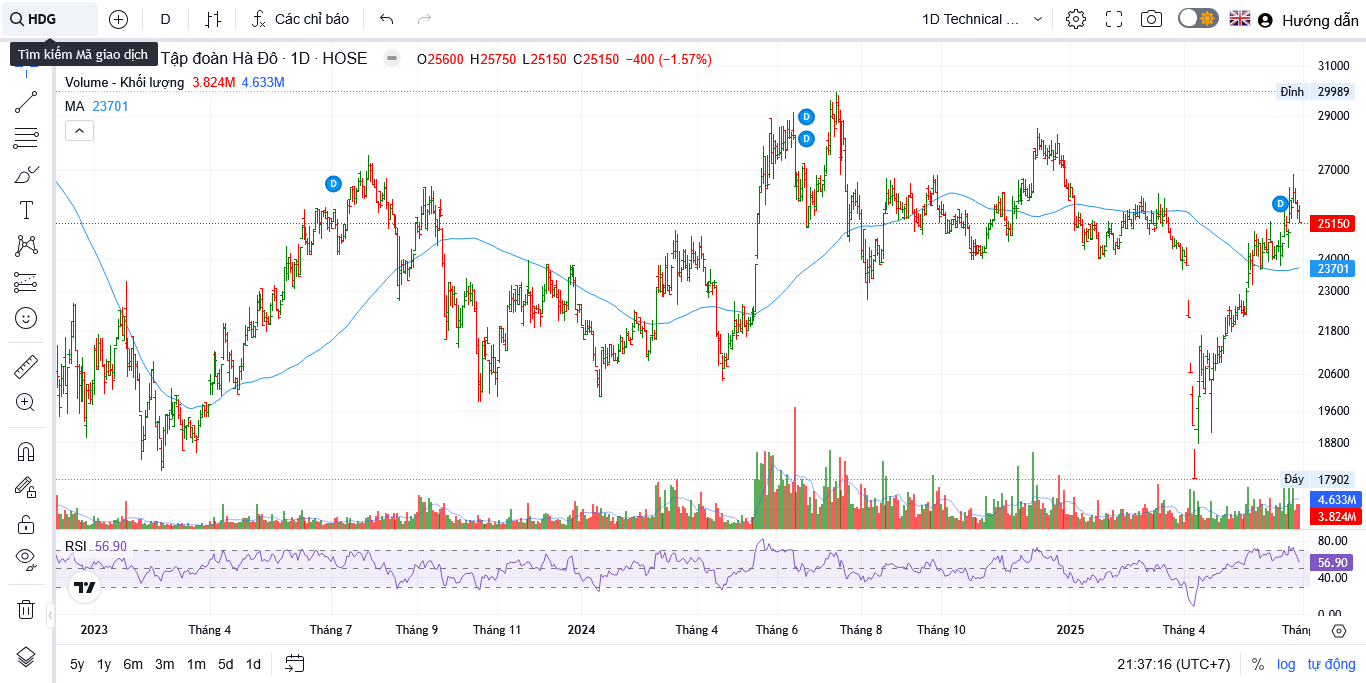 HDG D Các chỉ báo 1D Technical ... Hướng dẫn
Tìm kiếm Mã giao dịch
Tập đoàn Hà Đô · 1D · HOSE O25600 H25750 L25150 C25150 −400 (−1.57%)
Volume - Khối lượng 3.824M 4.633M
MA 23701
31000
Đỉnh 29989
29000
D
D
27000
D
D
25150
24000
23701
23000
21800
20600
19600
18800
Đáy 17902
4.633M
3.824M
RSI 56.90
80.00
56.90
40.00
0.00
2023 Tháng 4 Tháng 7 Tháng 9 Tháng 11 2024 Tháng 4 Tháng 6 Tháng 8 Tháng 10 2025 Tháng 4 Tháng
5y 1y 6m 3m 1m 5d 1d 21:37:16 (UTC+7) % log tự động